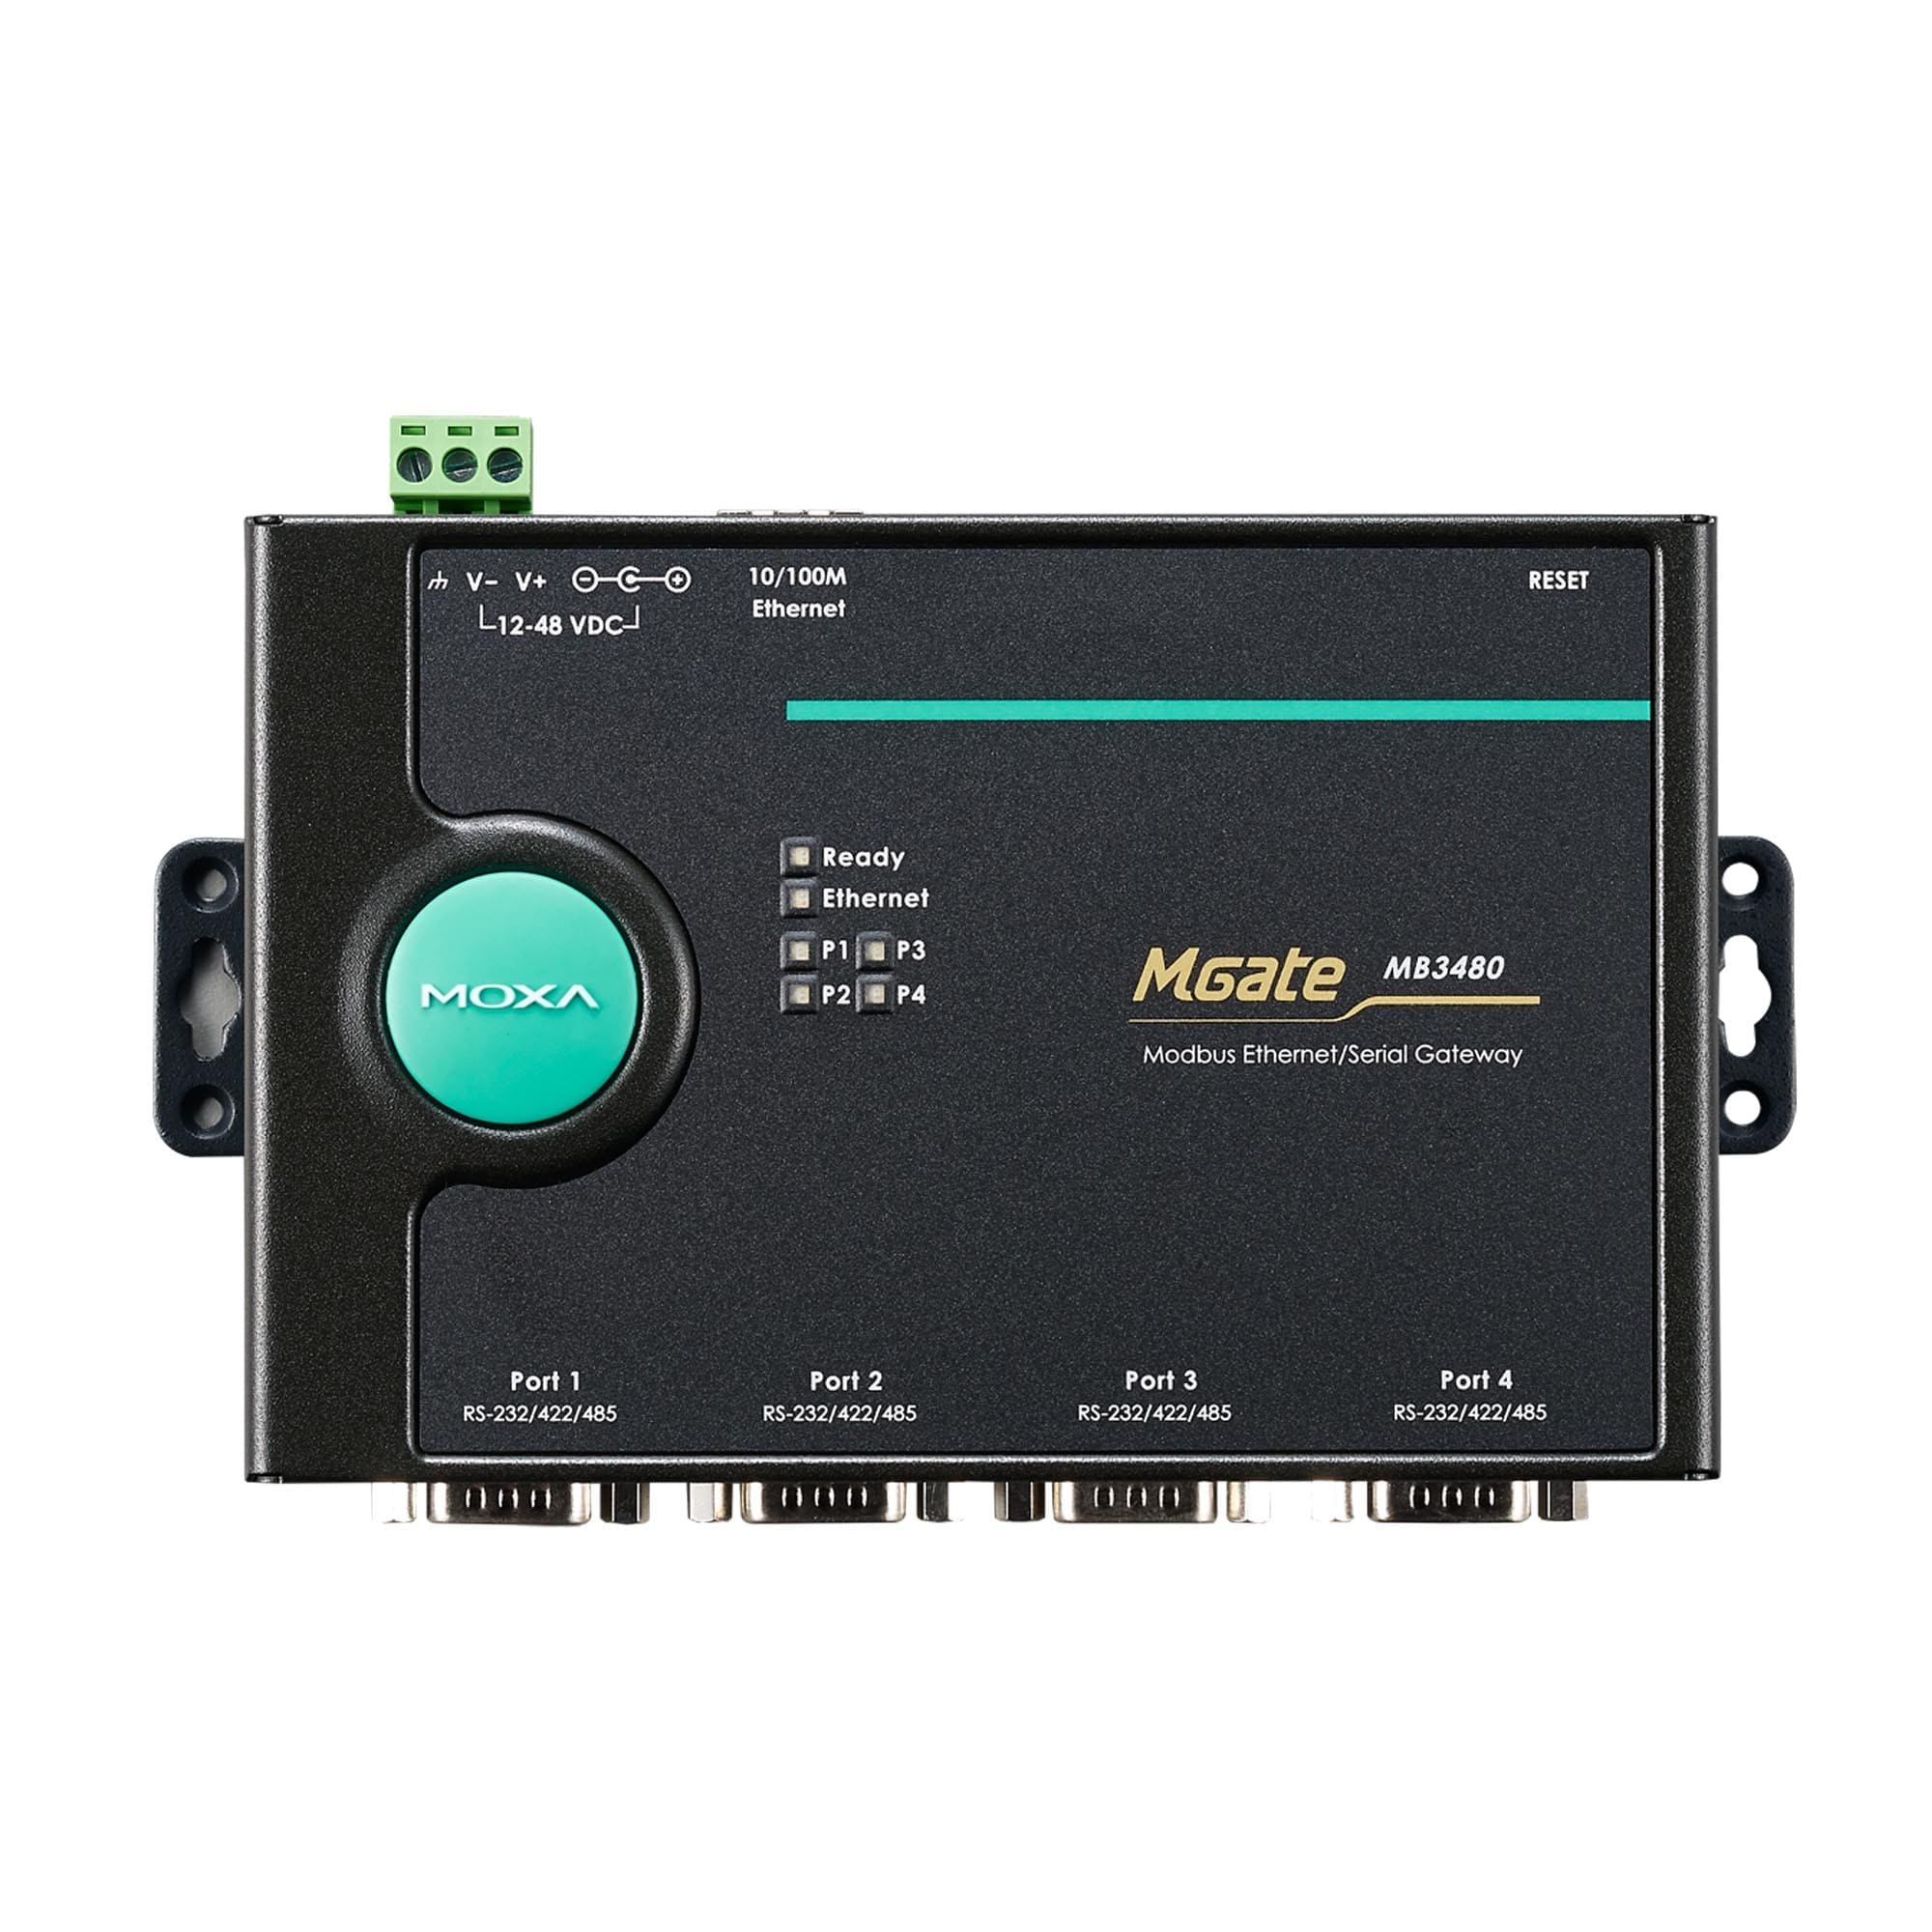 V- V+
12-48 VDC
10/100M
Ethernet
RESET
Ready
Ethernet
P1 P3
P2 P4
MOXA
MGate MB3480
Modbus Ethernet/Serial Gateway
Port 1
RS-232/422/485
Port 2
RS-232/422/485
Port 3
RS-232/422/485
Port 4
RS-232/422/485